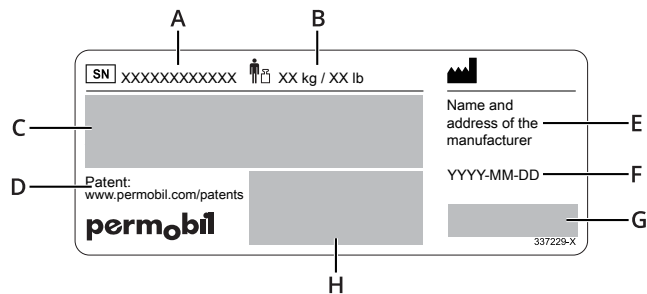 A
B
SN XXXXXXXXXXXX XX kg / XX lb
C
Name and
address of the
manufacturer
E
D
Patent:
www.permobil.com/patents
YYYY-MM-DD
F
permobil
G
337229-X
H